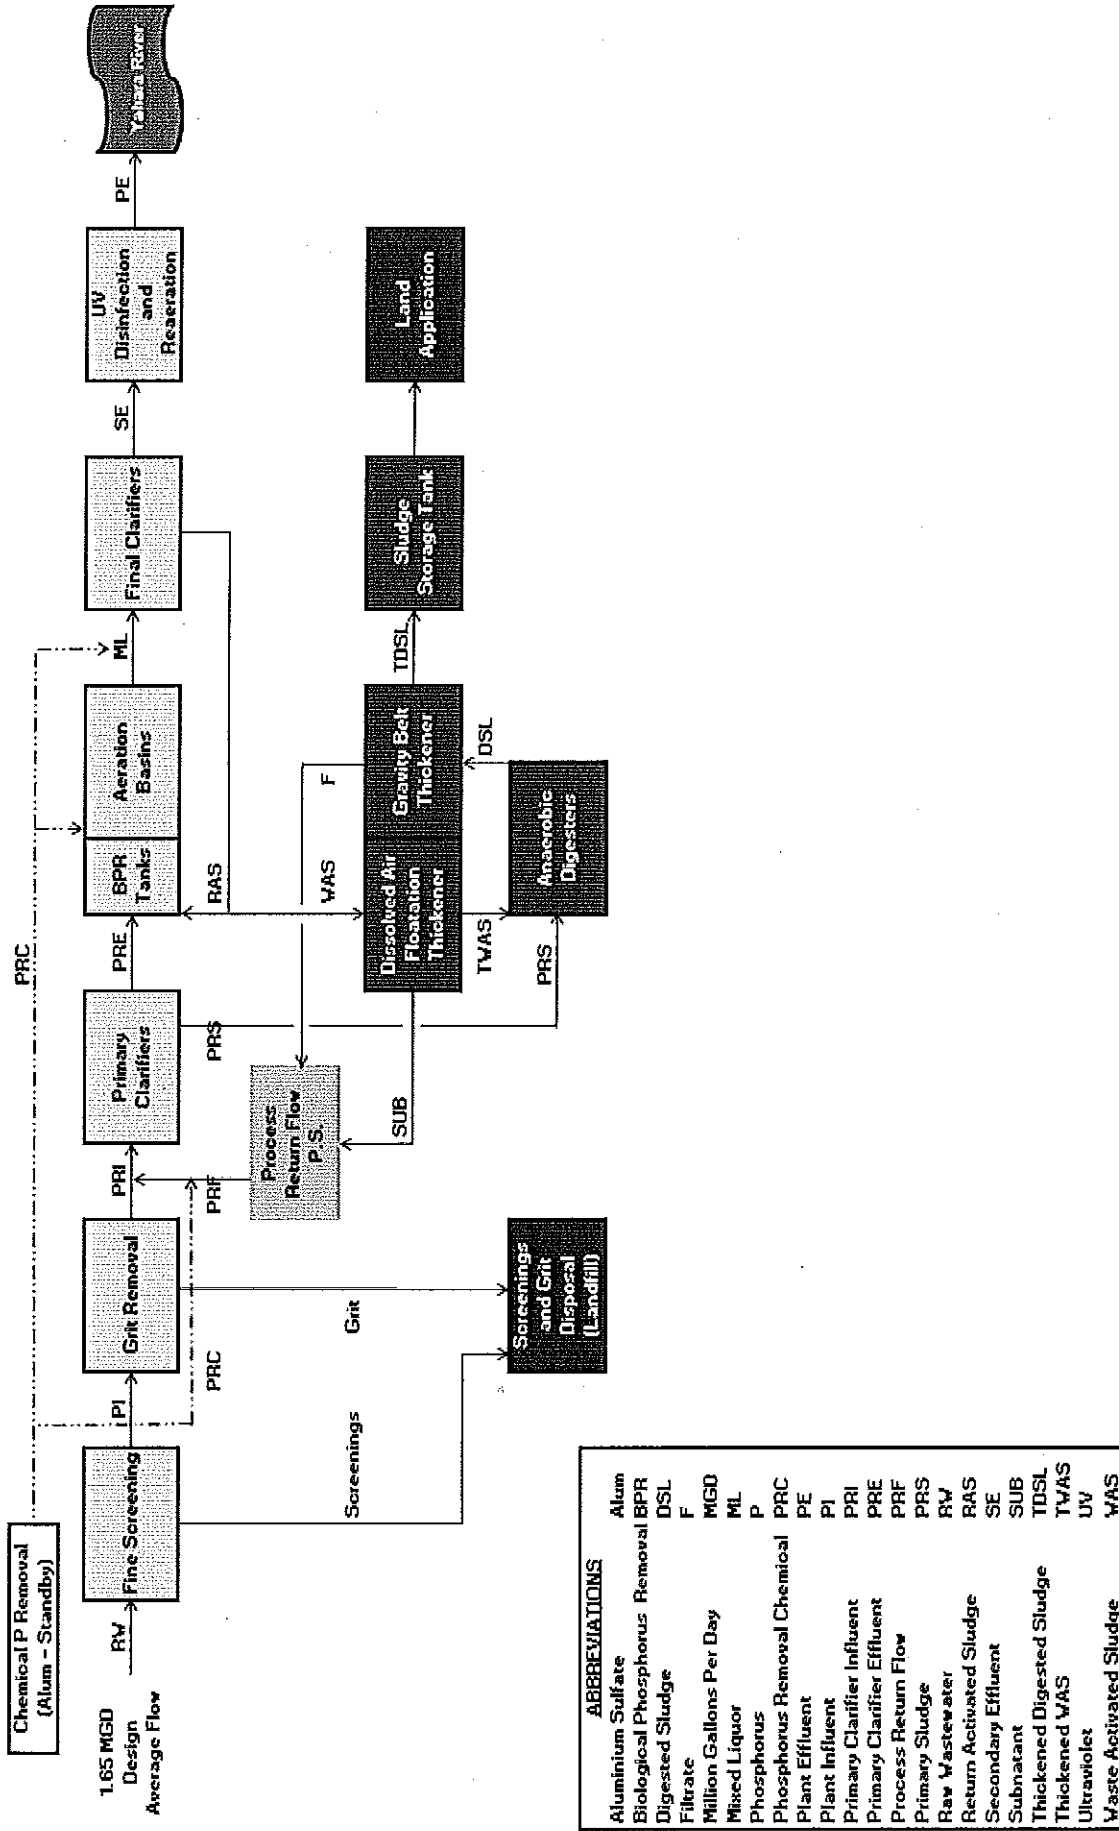 Chemical P Removal
(Alum - Standby)
PRC
1.65 MGD
Design
Average Flow
RW
Fine Screening
PI
Grit Removal
PRI
Primary
Clarifiers
PRE
BPR
Tanks
Aeration
Basins
ML
Final Clarifiers
SE
UV
Disinfection
and
Reaeration
PE
Yahara River
PRC
PRF
PRS
RAS
Process
Return Flow
P.S.
WAS
F
Screenings
Grit
SUB
Dissolved Air
Floatation
Thickener
Gravity Belt
Thickener
TDSL
Sludge
Storage Tank
Land
Application
TWAS
DSL
PRS
Screenings
and Grit
Disposal
(Landfill)
Anaerobic
Digesters
ABBREVIATIONS
Aluminium Sulfate Alum
Biological Phosphorus Removal BPR
Digested Sludge DSL
Filtrate F
Million Gallons Per Day MGD
Mixed Liquor ML
Phosphorus P
Phosphorus Removal Chemical PRC
Plant Effluent PE
Plant Influent PI
Primary Clarifier Influent PRI
Primary Clarifier Effluent PRE
Process Return Flow PRF
Primary Sludge PRS
Raw Wastewater RW
Return Activated Sludge RAS
Secondary Effluent SE
Subnatant SUB
Thickened Digested Sludge TDSL
Thickened WAS TWAS
Ultraviolet UV
Waste Activated Sludge WAS